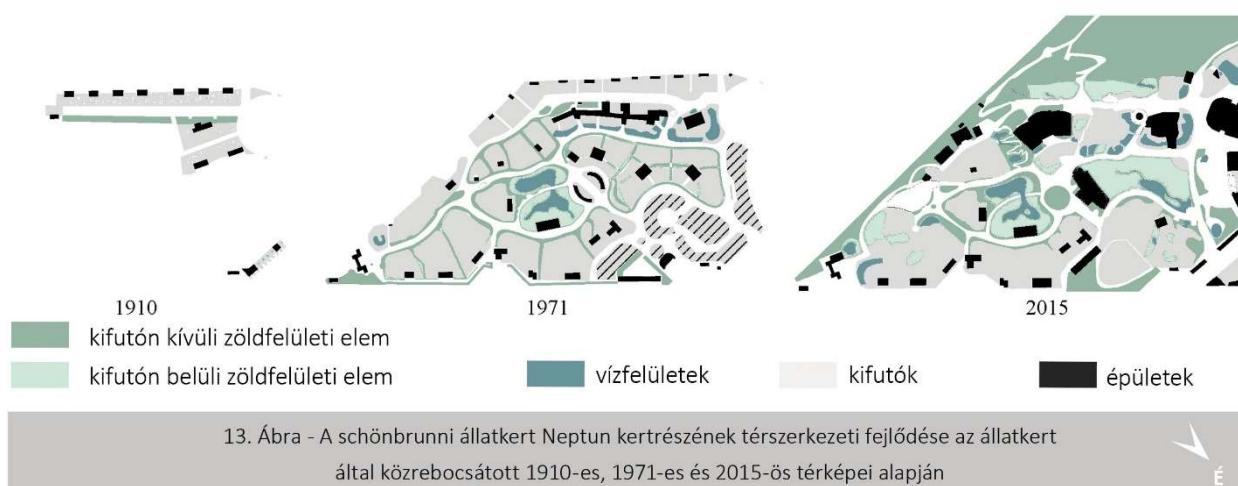 1910
1971
2015
kifutón kívüli zöldfelületi elem
kifutón belüli zöldfelületi elem
vízfelületek
kifutók
épületek
13. Ábra - A schönbrunni állatkert Neptun kertrészének térszerkezeti fejlődése az állatkert
által közrebocsátott 1910-es, 1971-es és 2015-ös térképei alapján
É